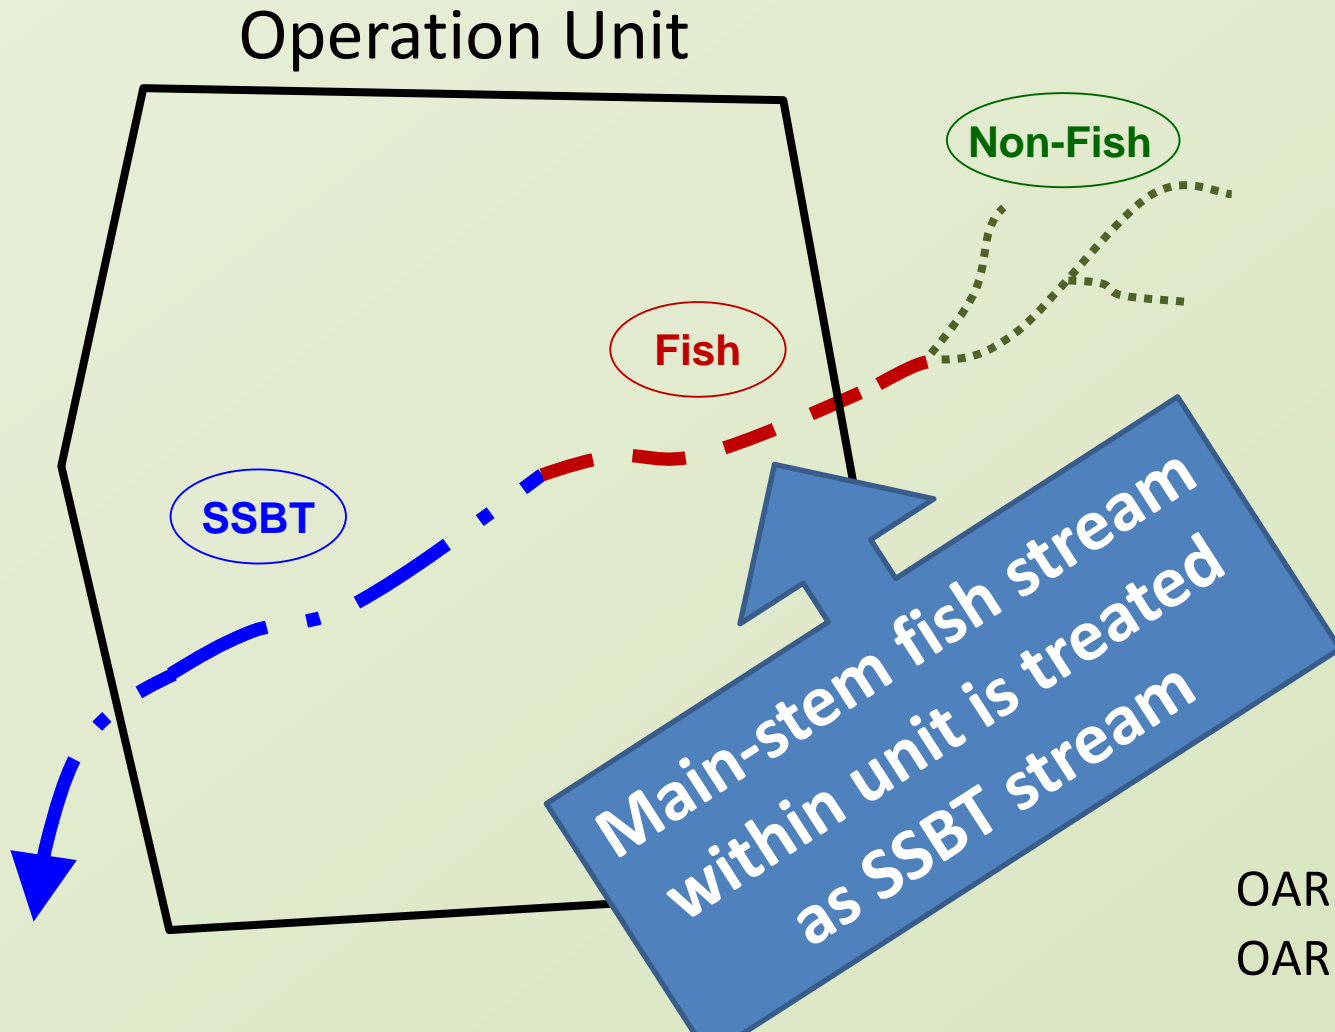 Operation Unit
Non-Fish
Fish
SSBT
Main-stem fish stream
within unit is treated
as SSBT stream
OAR
OAR